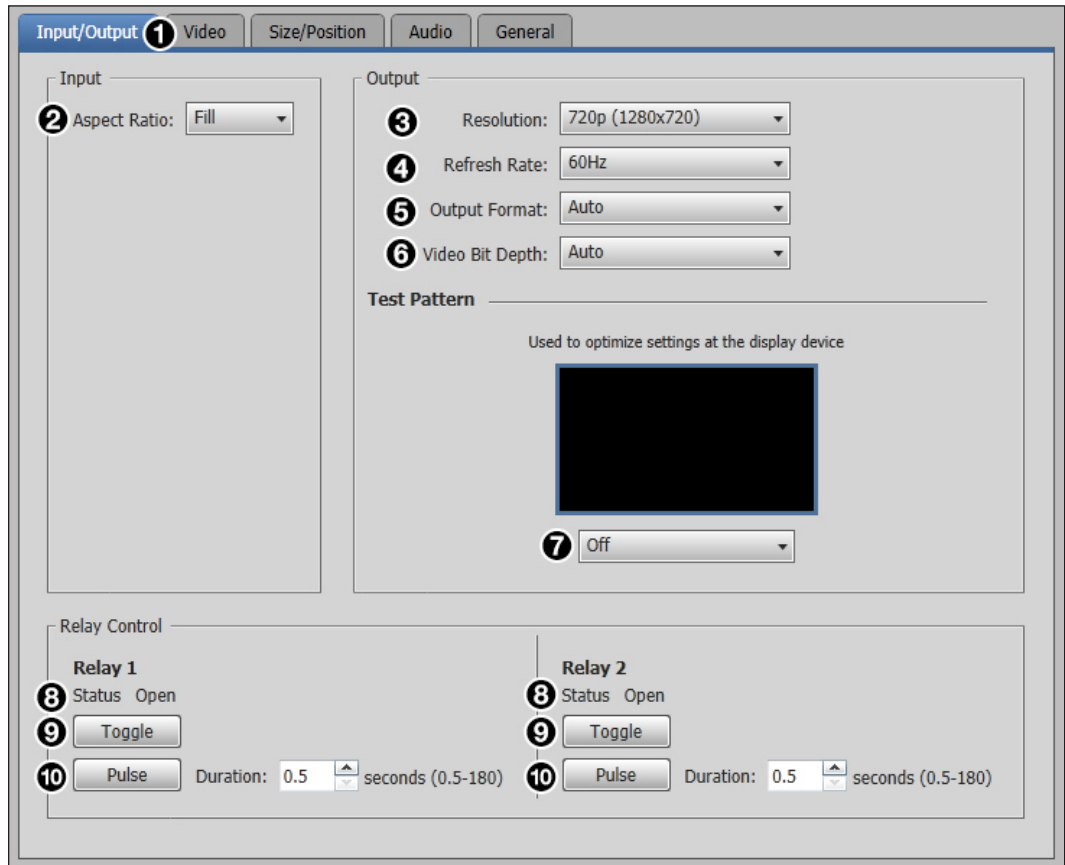 Input/Output 1 Video Size/Position Audio General
Input
2 Aspect Ratio: Fill
Output
3 Resolution: 720p (1280x720)
4 Refresh Rate: 60Hz
5 Output Format: Auto
6 Video Bit Depth: Auto
Test Pattern
Used to optimize settings at the display device
7 Off
Relay Control
Relay 1
8 Status Open
9 Toggle
10 Pulse Duration: 0.5 seconds (0.5-180)
Relay 2
8 Status Open
9 Toggle
10 Pulse Duration: 0.5 seconds (0.5-180)